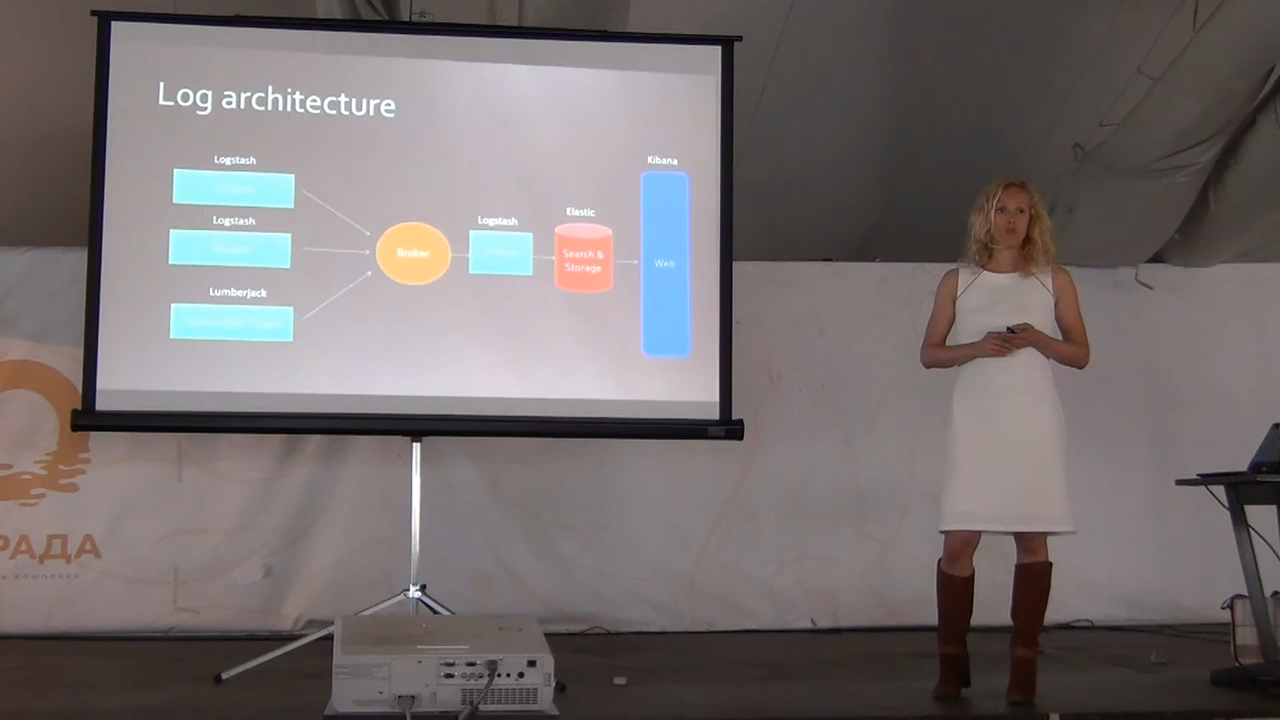 Log architecture
Logstash
Logstash
Lumberjack
Broker
Logstash
Elastic
Search &
Storage
Kibana
Web
РАДА